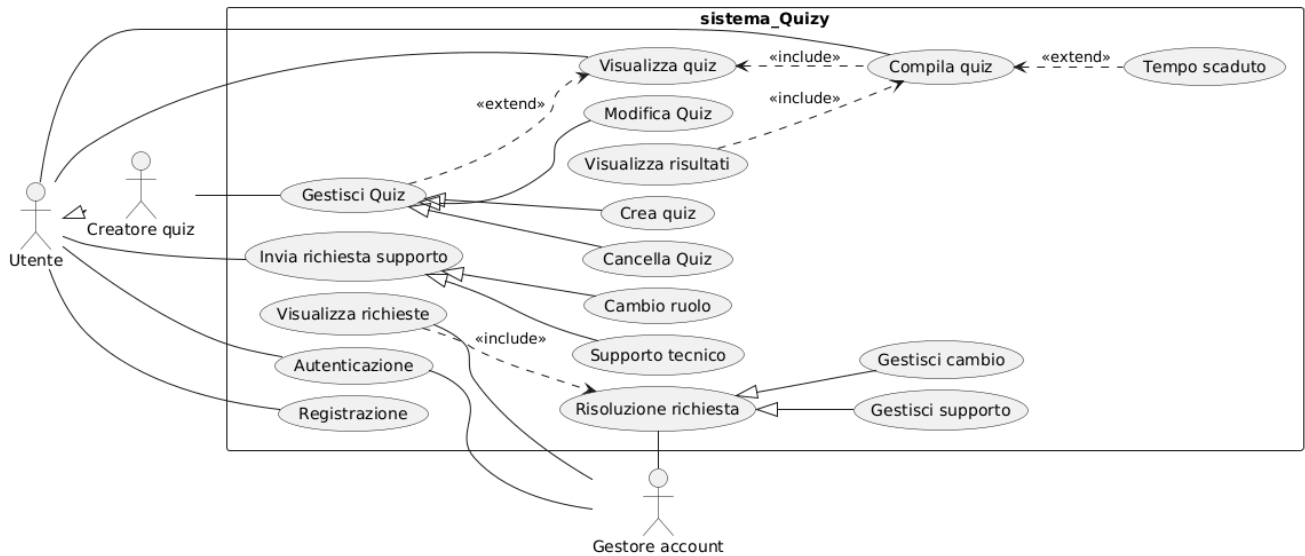 sistema_Quizy
«include»
«extend»
Visualizza quiz
Compila quiz
Tempo scaduto
«extend»
«include»
Modifica Quiz
Visualizza risultati
Gestisci Quiz
Crea quiz
Creatore quiz
Utente
Invia richiesta supporto
Cancella Quiz
Cambio ruolo
Visualizza richieste
«include»
Supporto tecnico
Gestisci cambio
Autenticazione
Risoluzione richiesta
Gestisci supporto
Registrazione
Gestore account